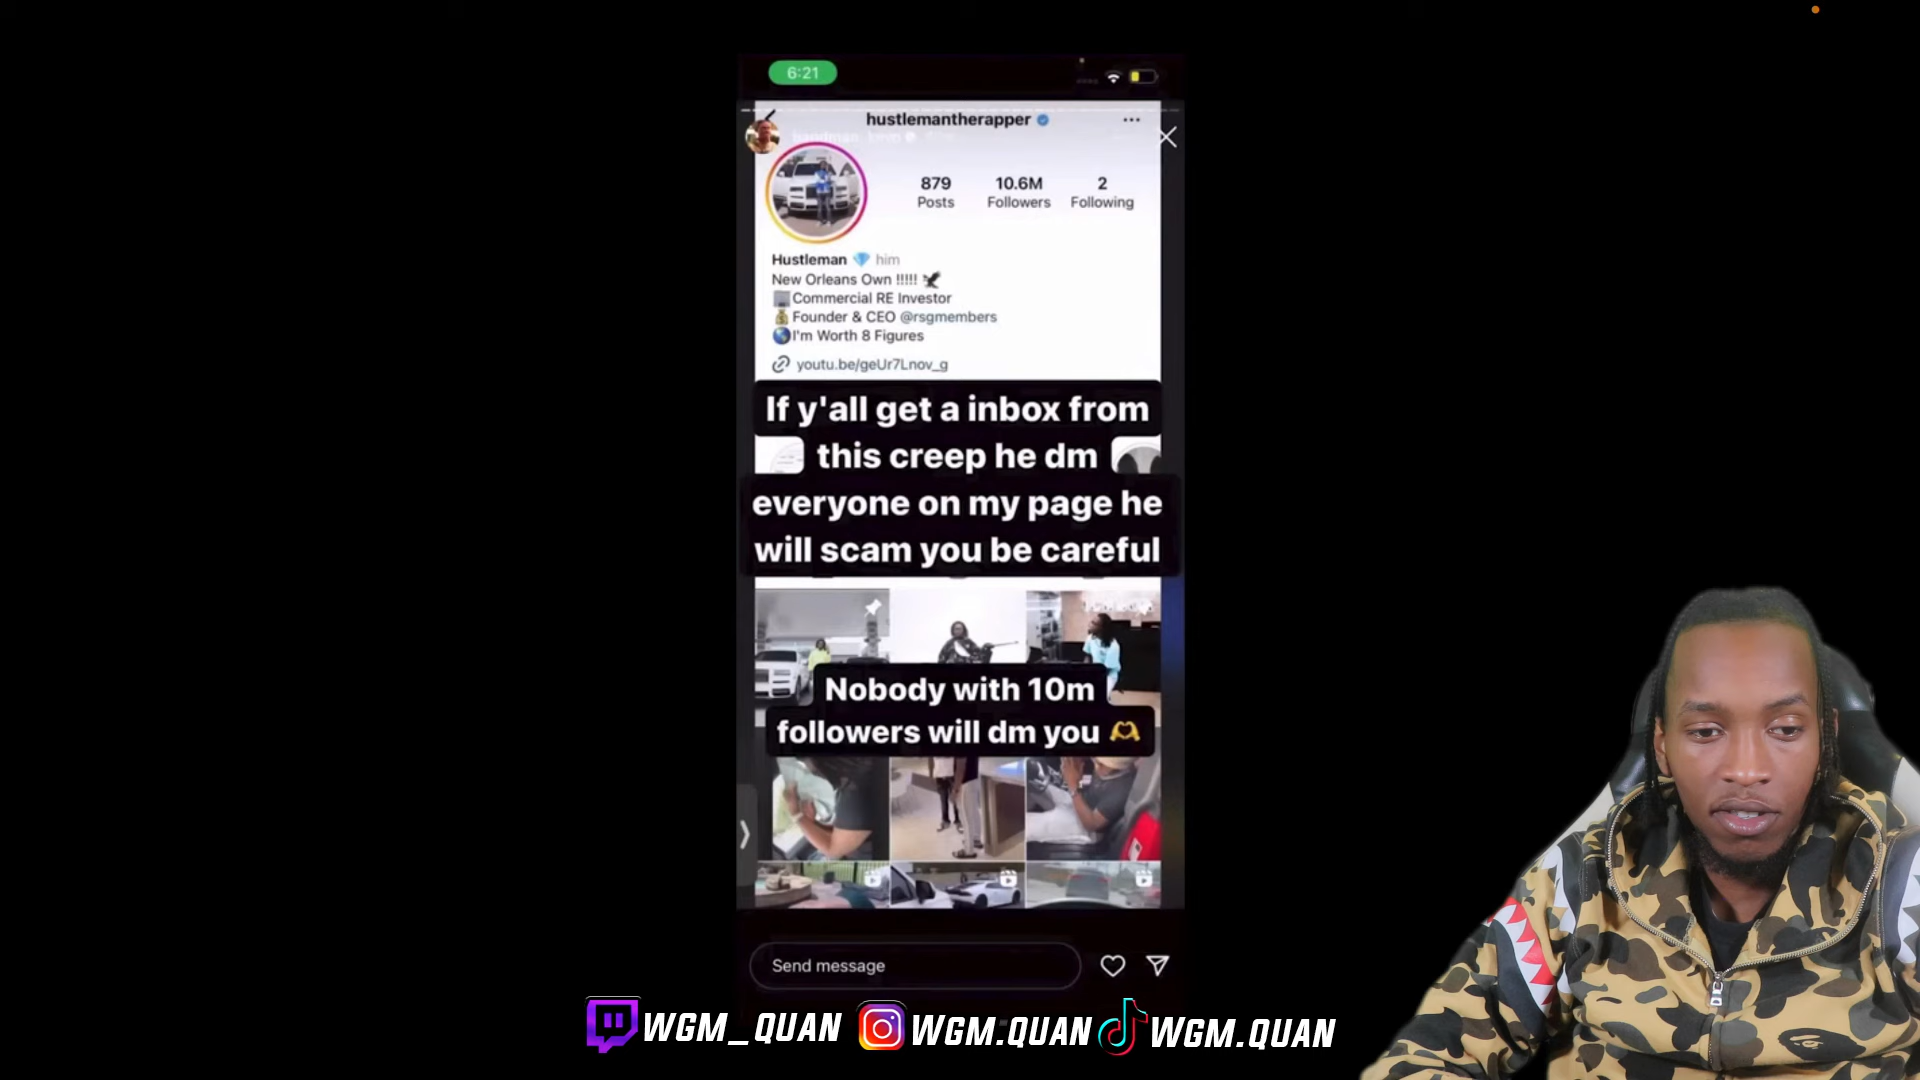 6:21
hustlemantherapper
879
Posts
10.6M
Followers
2
Following
Hustleman 💎 him
New Orleans Own !!!!!
Commercial RE Investor
💰Founder & CEO @rsgmembers
I'm Worth 8 Figures
youtu.be/geUr7Lnov_g
If y'all get a inbox from
this creep he dm
everyone on my page he
will scam you be careful
Nobody with 10m
followers will dm you 🫶
Send message
WGM_QUAN
WGM.QUAN
WGM.QUAN